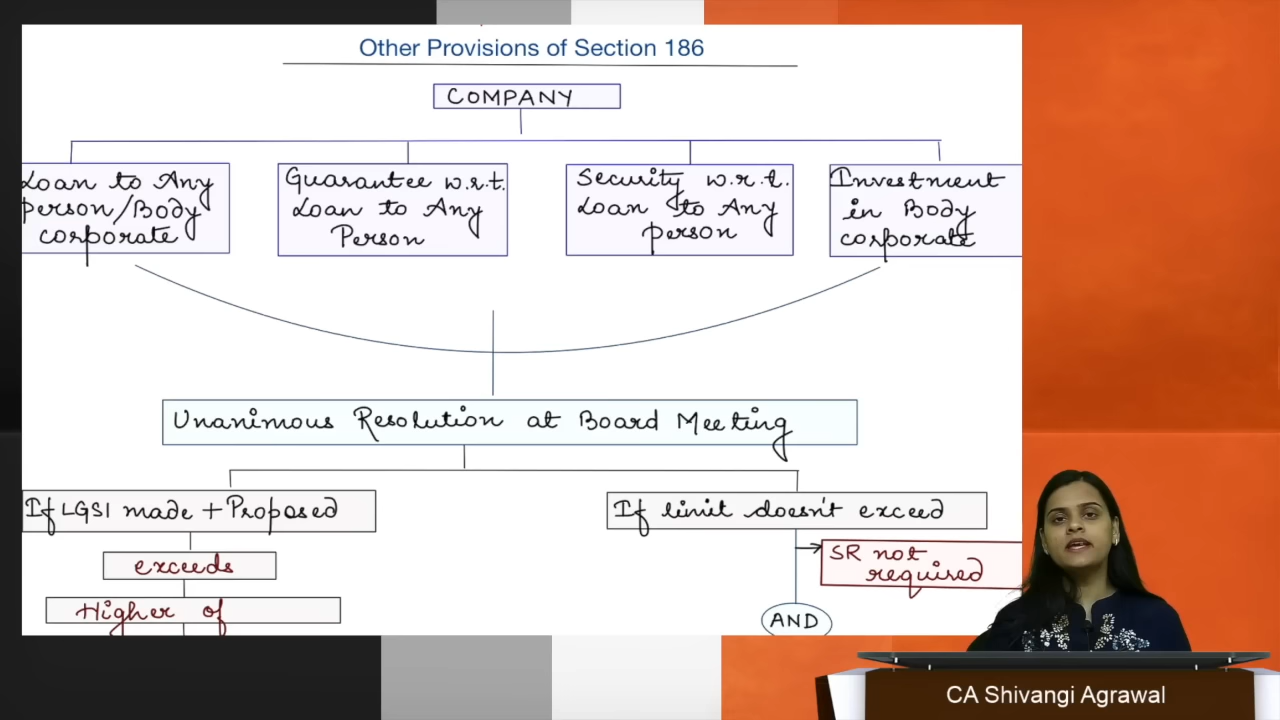 Other Provisions of Section 186
COMPANY
Loan to Any
person/Body
corporate
Guarantee w.r.t.
Loan to Any
Person
Security w.r.t.
Loan to Any
person
Investment
in Body
corporate
Unanimous Resolution at Board Meeting
If LGSI made + Proposed
If limit doesn't exceed
exceeds
SR not
required
Higher of
AND
CA Shivangi Agrawal